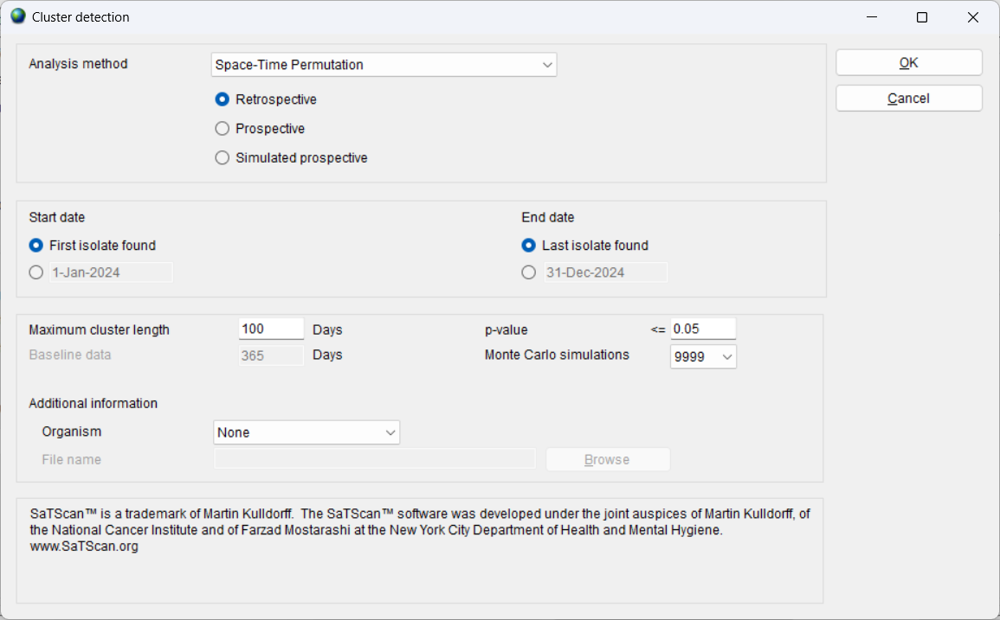 Cluster detection
Analysis method
Space-Time Permutation
OK
Retrospective
Cancel
Prospective
Simulated prospective
Start date
End date
First isolate found
Last isolate found
1-Jan-2024
31-Dec-2024
Maximum cluster length 100 Days
p-value <= 0.05
Baseline data 365 Days
Monte Carlo simulations 9999
Additional information
Organism None
File name
Browse
SaTScan™ is a trademark of Martin Kulldorff.  The SaTScan™ software was developed under the joint auspices of Martin Kulldorff, of
the National Cancer Institute and of Farzad Mostarashi at the New York City Department of Health and Mental Hygiene.
www.SaTScan.org